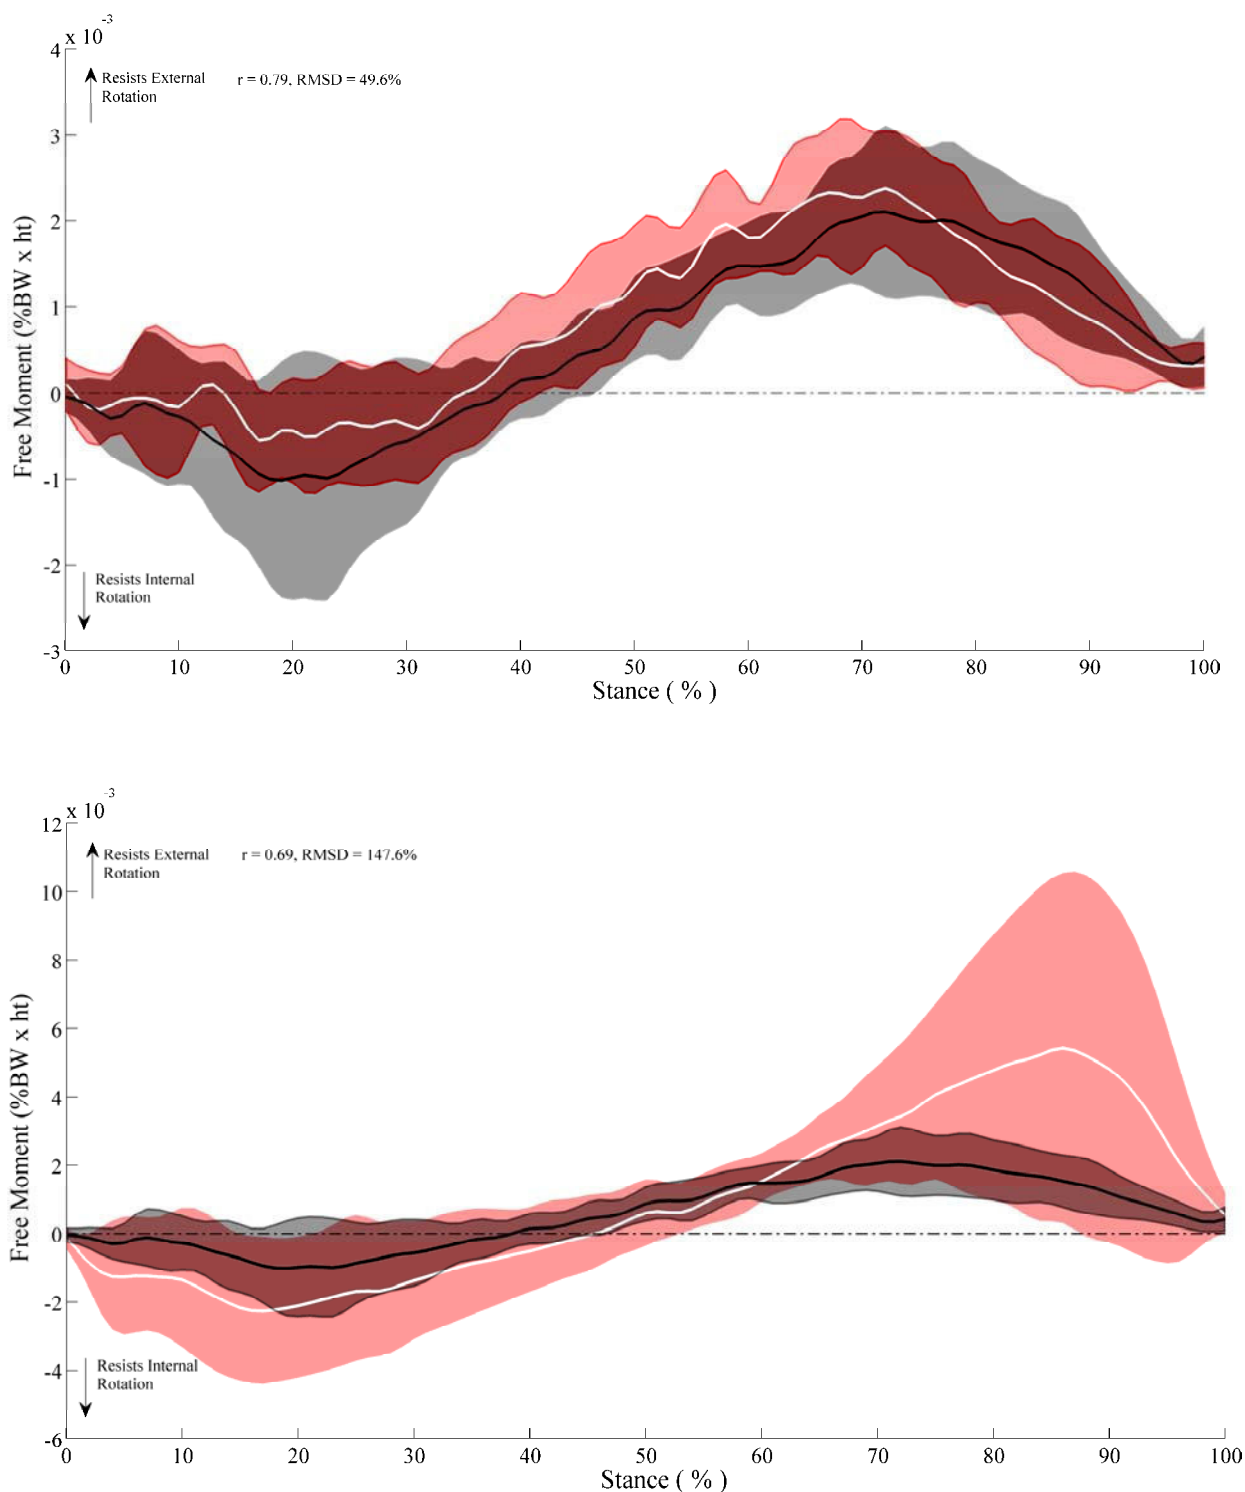 x 10-3
4
Resists External
Rotation
r = 0.79, RMSD = 49.6%
3
2
1
0
-1
-2
-3
Free Moment (%BW x ht)
Resists Internal
Rotation
0 10 20 30 40 50 60 70 80 90 100
Stance ( % )
x 10-3
12
Resists External
Rotation
r = 0.69, RMSD = 147.6%
10
8
6
4
2
0
-2
-4
-6
Free Moment (%BW x ht)
Resists Internal
Rotation
0 10 20 30 40 50 60 70 80 90 100
Stance ( % )